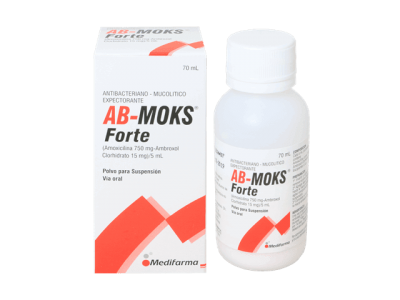 70 mL
ANTIBACTERIANO - MUCOLITICO
EXPECTORANTE
AB-MOKS®
Forte
(Amoxicilina 750 mg-Ambroxol
Clorhidrato 15 mg/5 mL
Polvo para Suspensión
Vía oral
Medifarma
70 mL
ANTIBACTERIANO - MUCOLITICO
EXPECTORANTE
AB-MOKS®
Forte
(Amoxicilina 750 mg-Ambroxol
Clorhidrato 15 mg/5 mL
Polvo para Suspensión
Vía oral
Medifarma